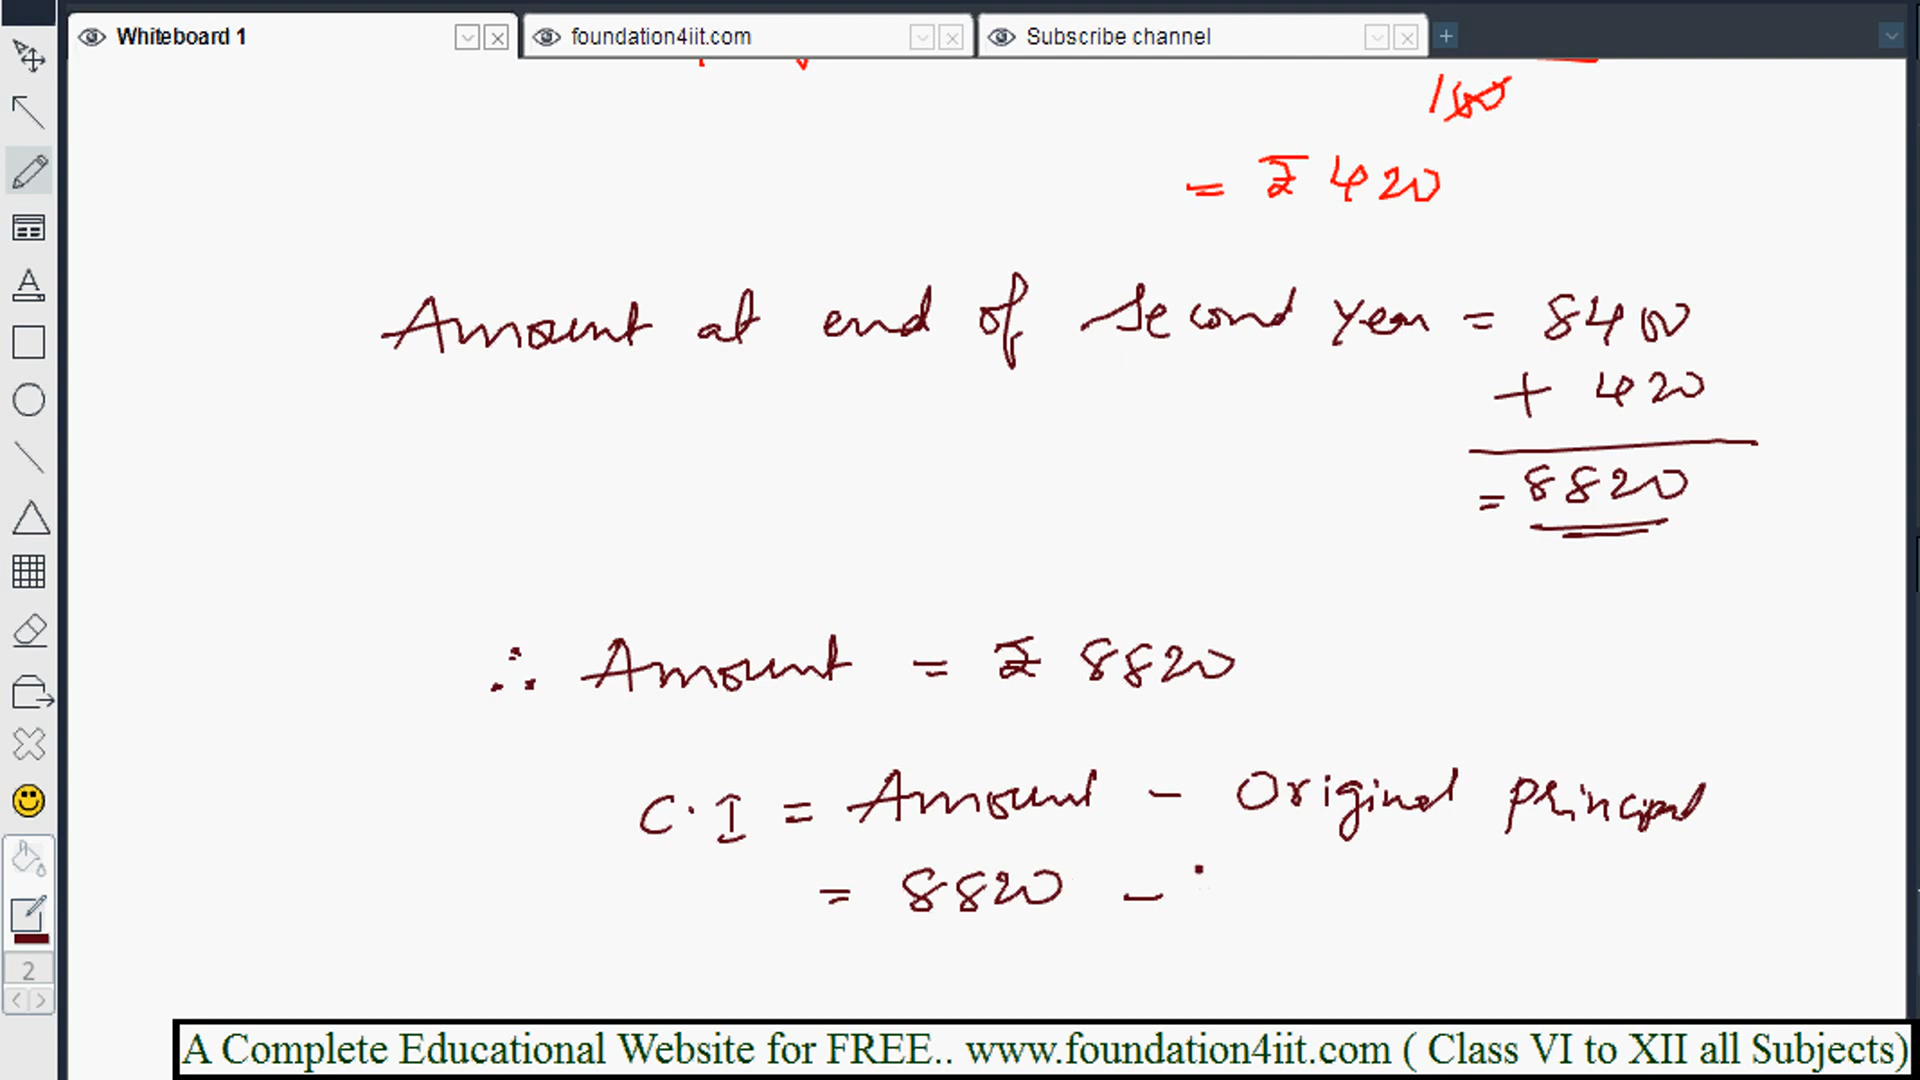 Whiteboard 1 foundation4iit.com Subscribe channel +
100
= ₹ 420
Amount at end of Second Year = 8400
+ 420
= 8820
∴ Amount = ₹ 8820
C.I = Amount - Original principal
= 8820 -
2
A Complete Educational Website for FREE.. www.foundation4iit.com ( Class VI to XII all Subjects)